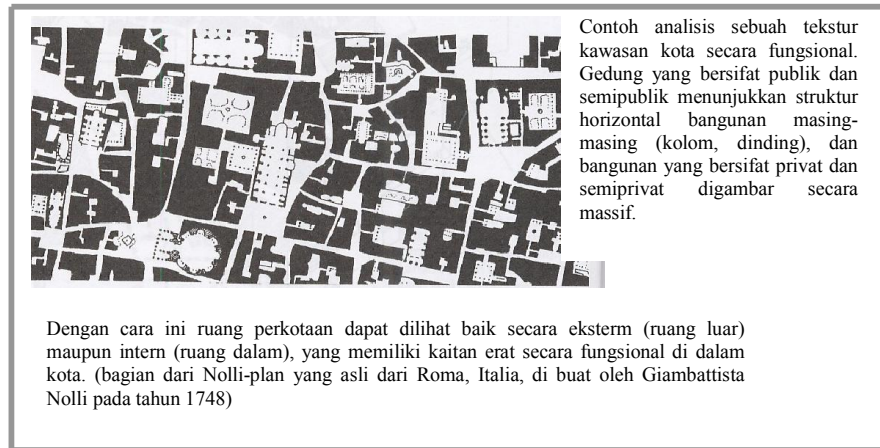 Contoh analisis sebuah tekstur
kawasan kota secara fungsional.
Gedung yang bersifat publik dan
semipublik menunjukkan struktur
horizontal bangunan masing-
masing (kolom, dinding), dan
bangunan yang bersifat privat dan
semiprivat digambar secara
massif.
Dengan cara ini ruang perkotaan dapat dilihat baik secara eksterm (ruang luar)
maupun intern (ruang dalam), yang memiliki kaitan erat secara fungsional di dalam
kota. (bagian dari Nolli-plan yang asli dari Roma, Italia, di buat oleh Giambattista
Nolli pada tahun 1748)